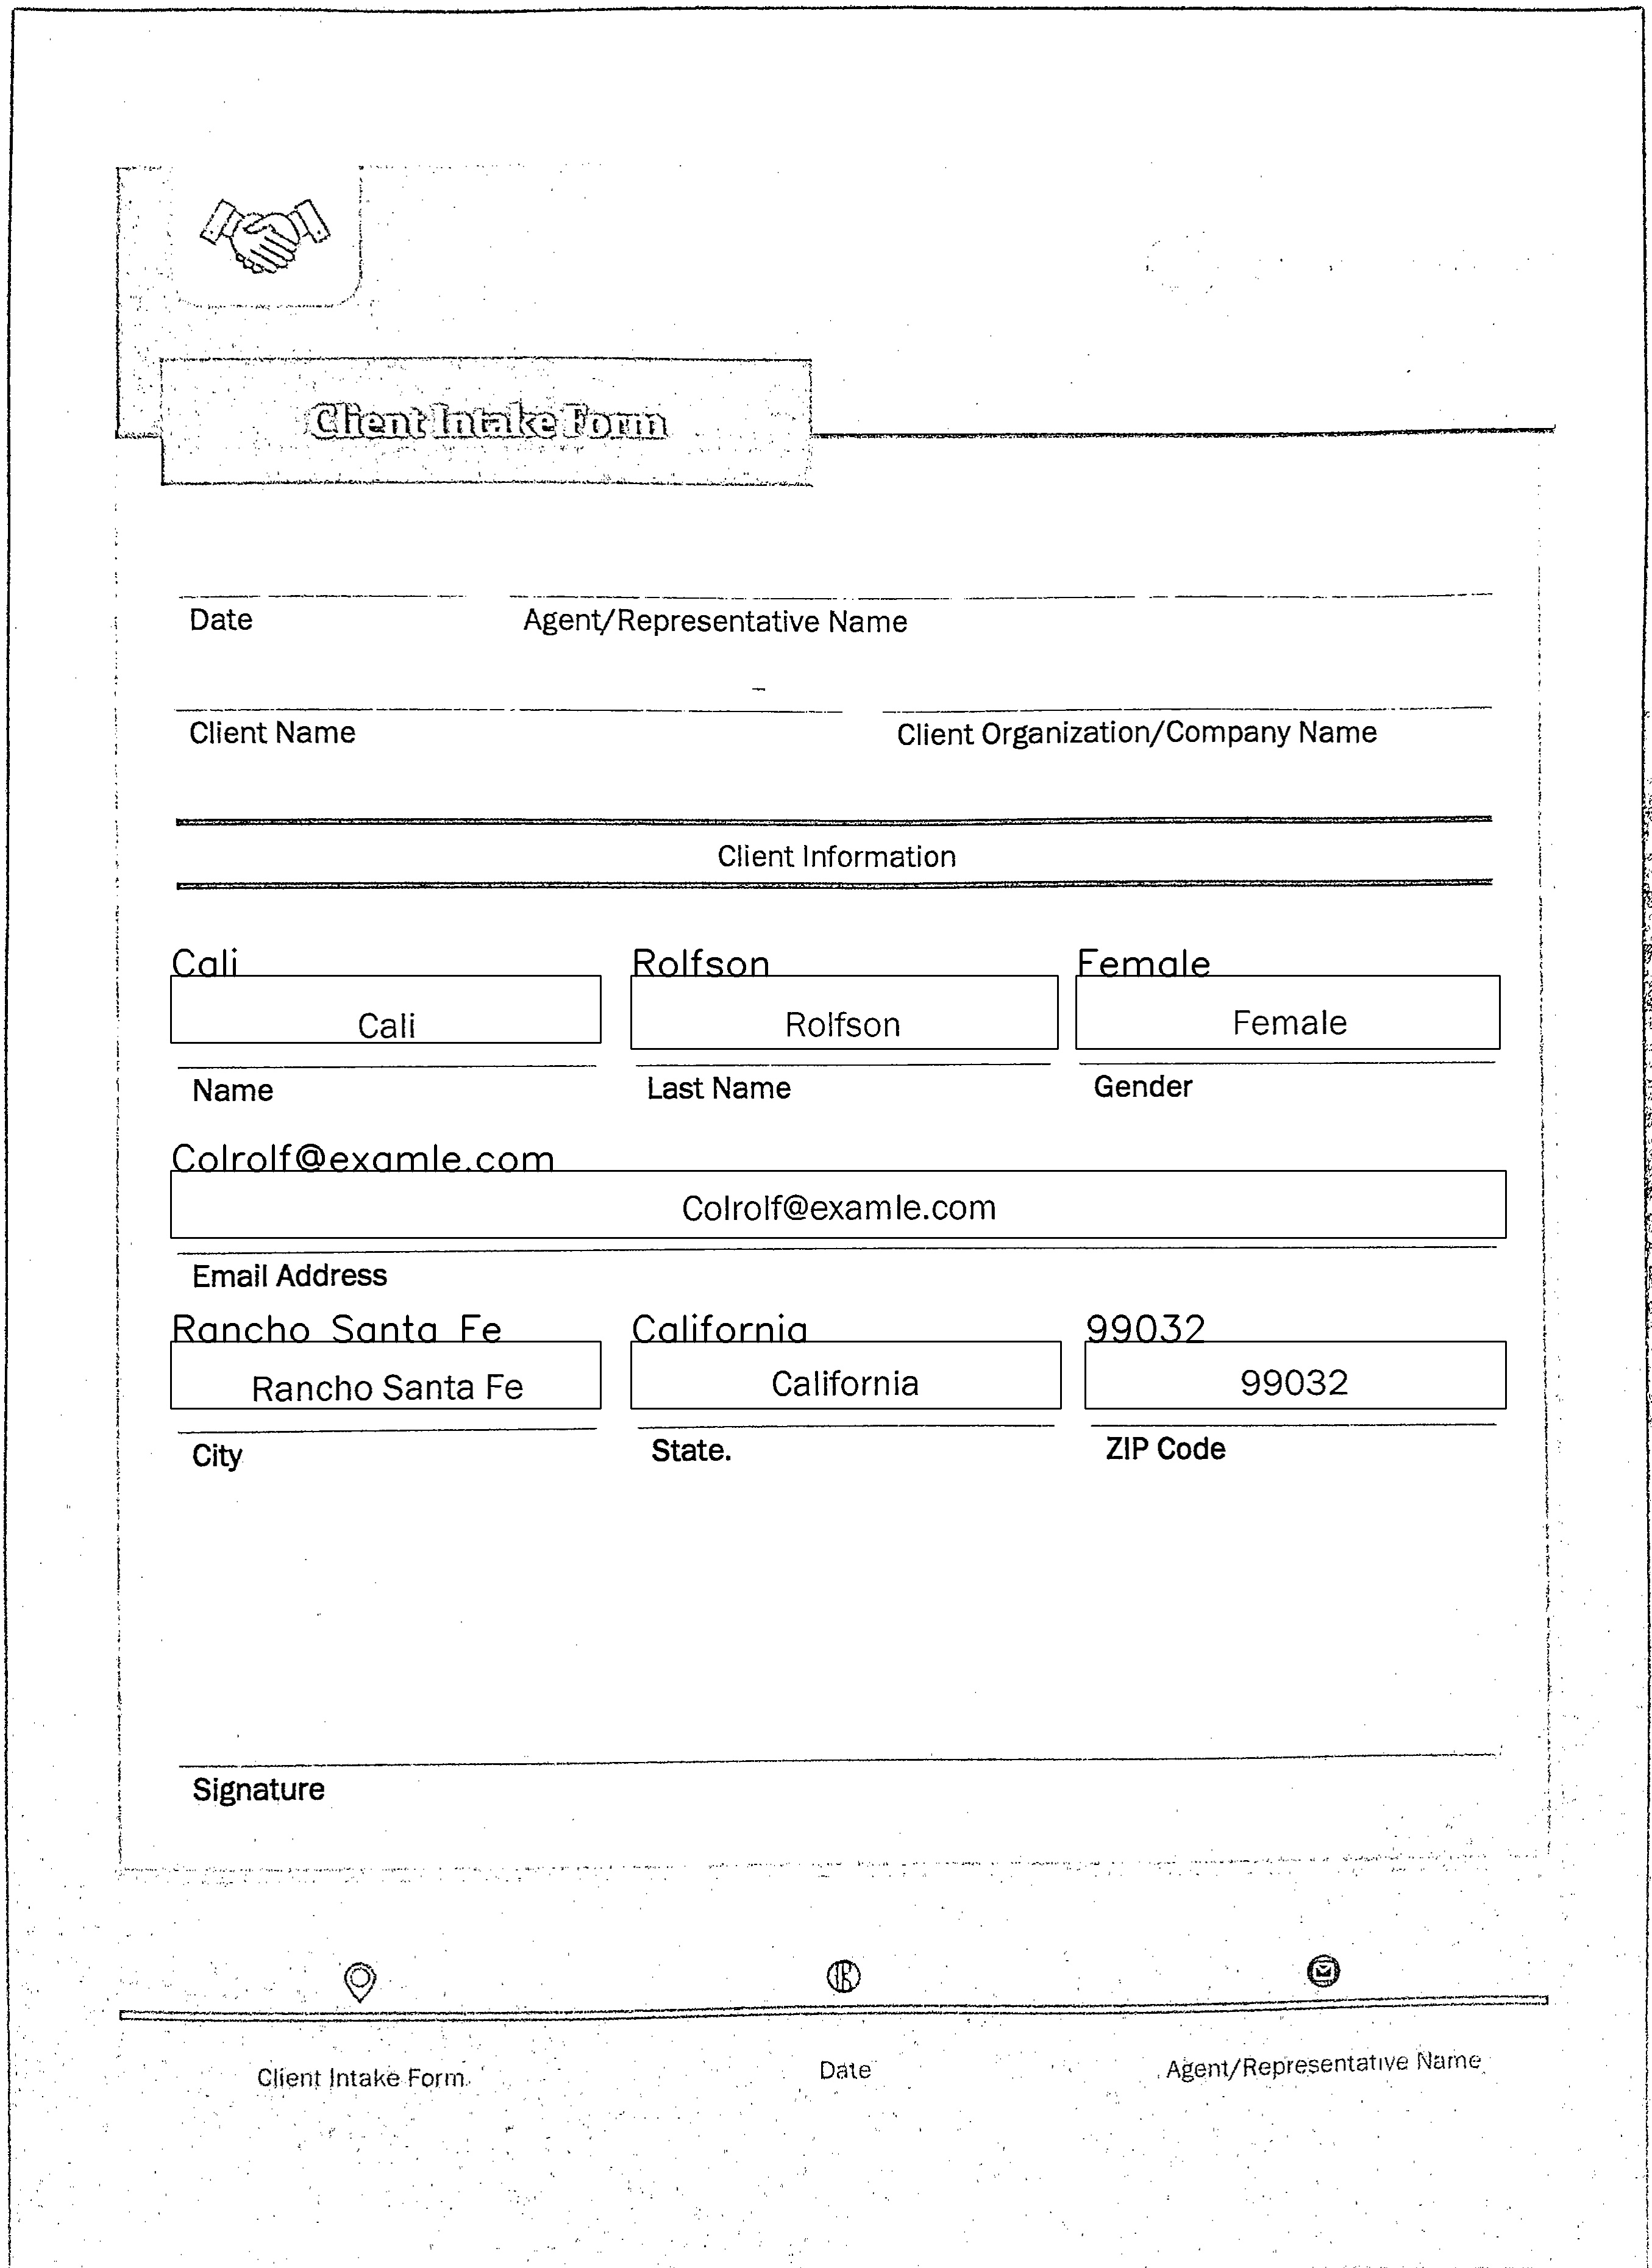 Client Intake Form
Date Agent/Representative Name
Client Name Client Organization/Company Name
Client Information
Cali Rolfson Female
Cali Rolfson Female
Name Last Name Gender
Colrolf@examle.com
Colrolf@examle.com
Email Address
Rancho Santa Fe California 99032
Rancho Santa Fe California 99032
City State. ZIP Code
Signature
Client Intake Form Date Agent/Representative Name